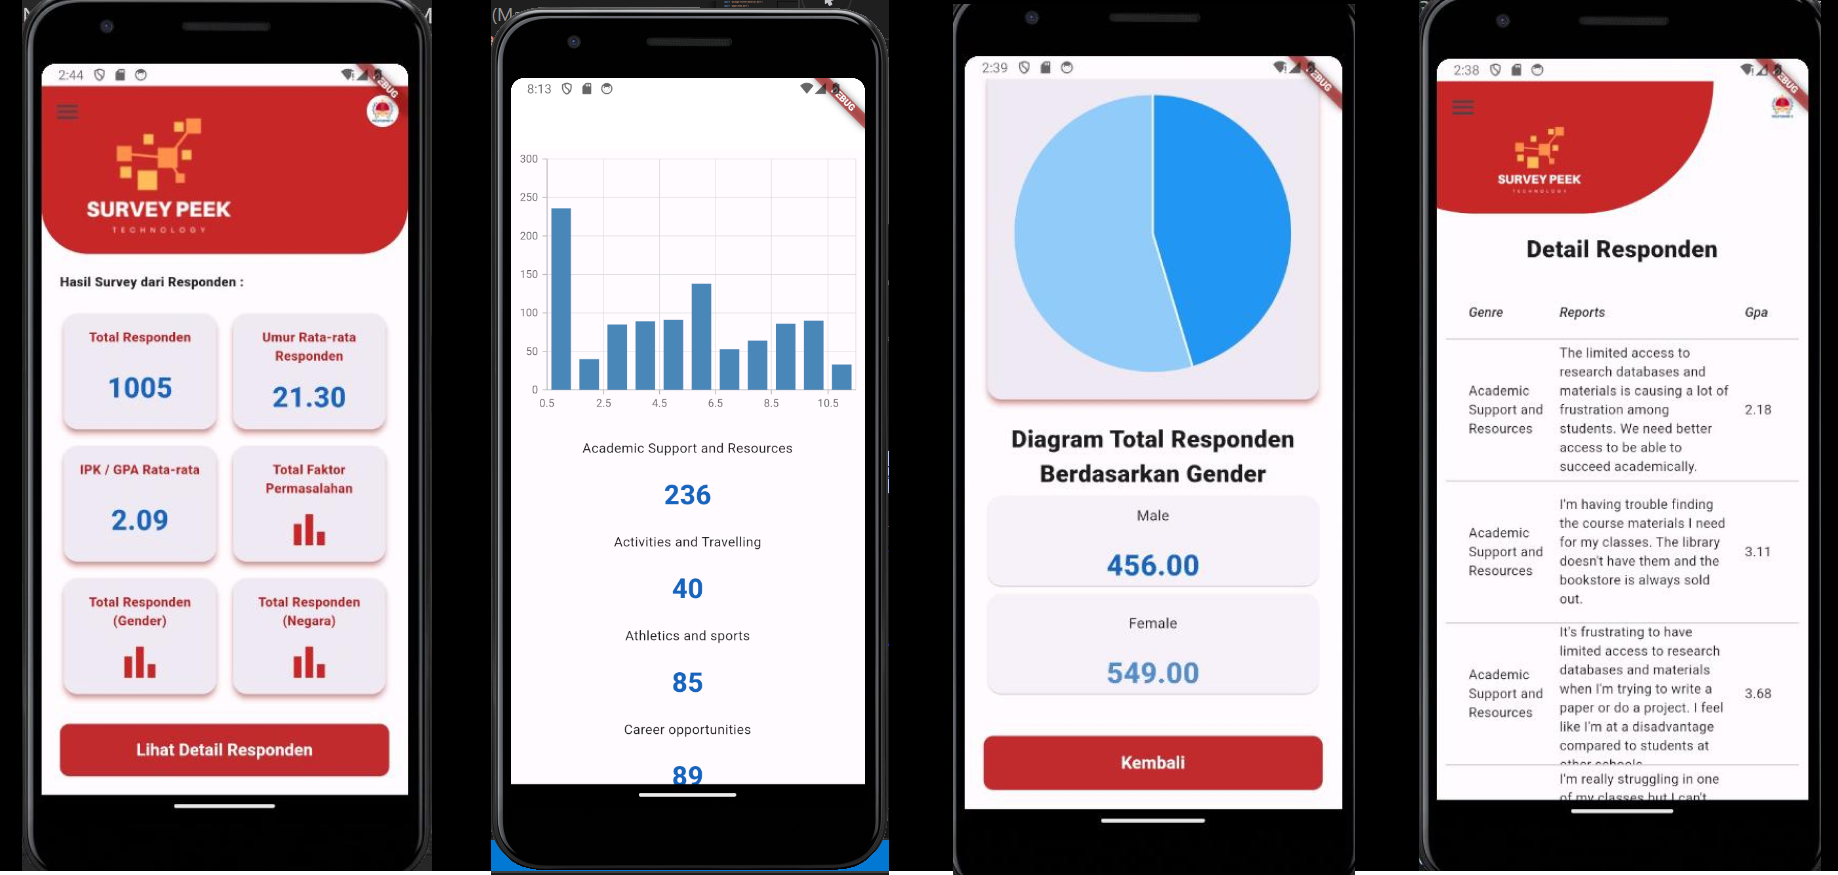 2:44
DEBUG
SURVEY PEEK
TECHNOLOGY
Hasil Survey dari Responden :
Total Responden
1005
Umur Rata-rata
Responden
21.30
IPK / GPA Rata-rata
2.09
Total Faktor
Permasalahan
Total Responden
(Gender)
Total Responden
(Negara)
Lihat Detail Responden
8:13
DEBUG
300
250
200
150
100
50
0
0.5 2.5 4.5 6.5 8.5 10.5
Academic Support and Resources
236
Activities and Travelling
40
Athletics and sports
85
Career opportunities
89
2:39
DEBUG
Diagram Total Responden
Berdasarkan Gender
Male
456.00
Female
549.00
Kembali
2:38
DEBUG
SURVEY PEEK
TECHNOLOGY
Detail Responden
Genre Reports Gpa
Academic
Support and
Resources
The limited access to
research databases and
materials is causing a lot of
frustration among
students. We need better
access to be able to
succeed academically.
2.18
Academic
Support and
Resources
I'm having trouble finding
the course materials I need
for my classes. The library
doesn't have them and the
bookstore is always sold
out.
3.11
Academic
Support and
Resources
It's frustrating to have
limited access to research
databases and materials
when I'm trying to write a
paper or do a project. I feel
like I'm at a disadvantage
compared to students at
other schools.
3.68
I'm really struggling in one
of my classes but I can't